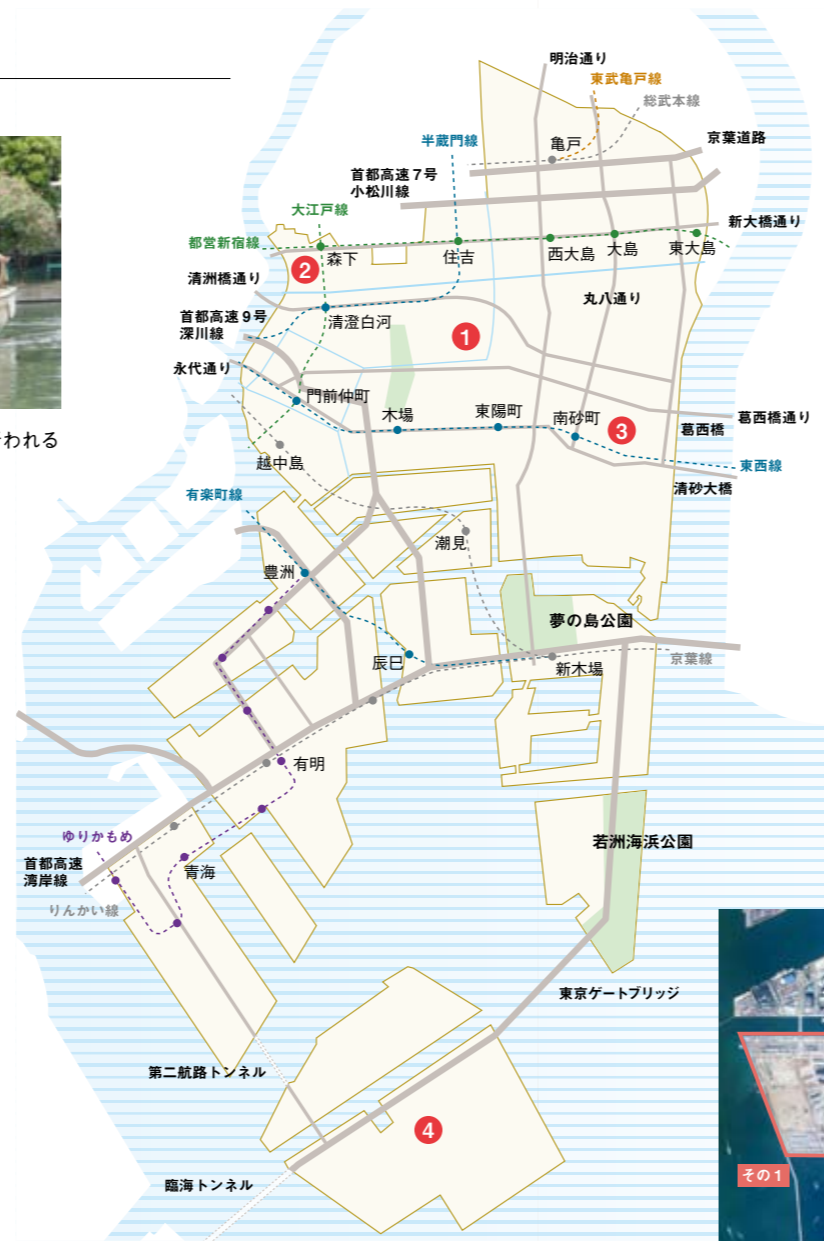 明治通り
東武亀戸線
総武本線
半蔵門線
亀戸
京葉道路
首都高速7号
小松川線
大江戸線
新大橋通り
都営新宿線
森下
住吉
西大島
大島
東大島
2
清洲橋通り
丸八通り
首都高速9号
深川線
清澄白河
1
永代通り
門前仲町
木場
東陽町
南砂町
3
葛西橋通り
葛西橋
われる
越中島
東西線
清砂大橋
有楽町線
潮見
豊洲
夢の島公園
辰巳
新木場
京葉線
有明
ゆりかもめ
若洲海浜公園
首都高速
湾岸線
青海
りんかい線
東京ゲートブリッジ
第二航路トンネル
4
その1
臨海トンネル